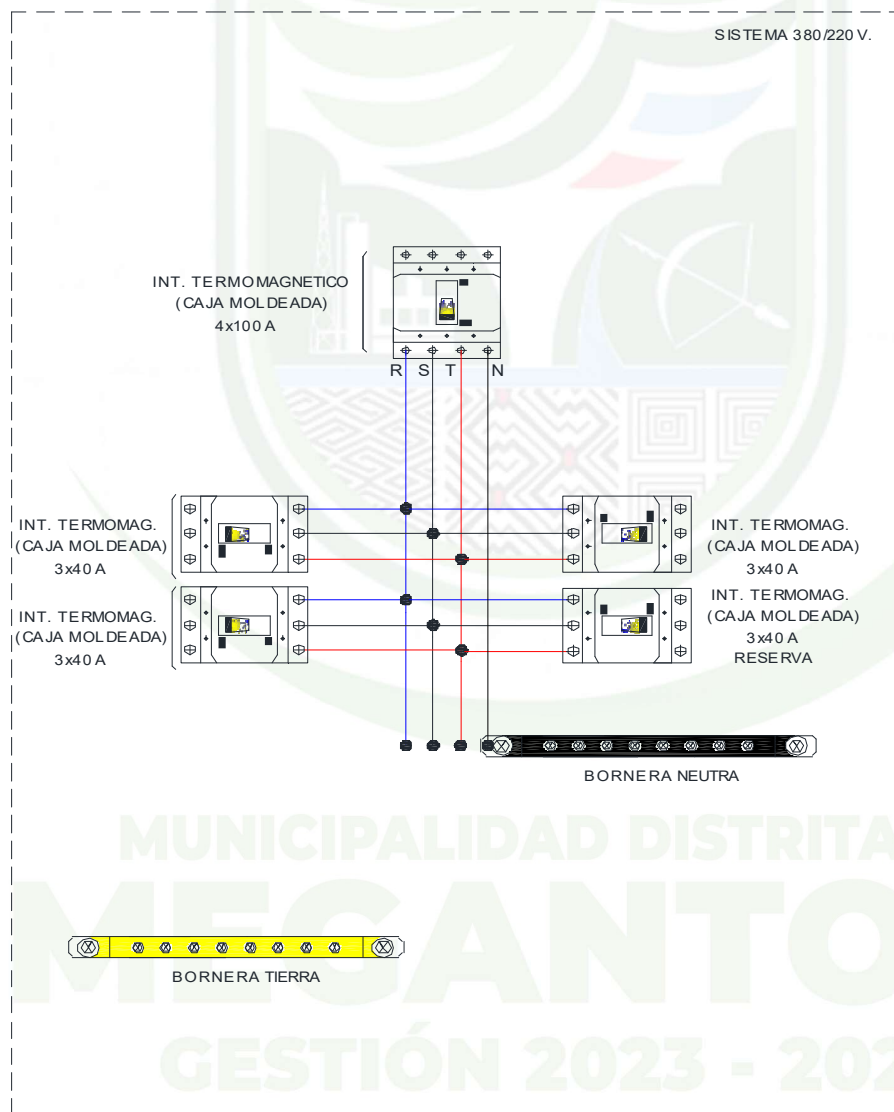 SISTEMA 380/220 V.
INT. TERMOMAGNETICO
(CAJA MOLDEADA)
4x100 A
R S T N
INT. TERMOMAG.
(CAJA MOLDEADA)
3x40 A
INT. TERMOMAG.
(CAJA MOLDEADA)
3x40 A
INT. TERMOMAG.
(CAJA MOLDEADA)
3x40 A
INT. TERMOMAG.
(CAJA MOLDEADA)
3x40 A
RESERVA
BORNERA NEUTRA
MUNICIPALIDAD DISTRITA
MEGANTO
BORNERA TIERRA
GESTIÓN 2023 - 202